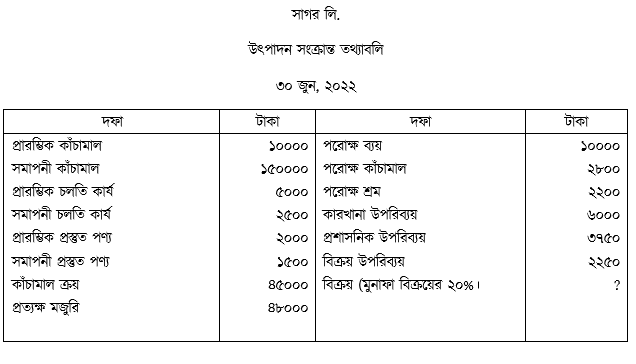 সাগর লি.
উৎপাদন সংক্রান্ত তথ্যাবলি
৩০ জুন, ২০২২
দফা টাকা দফা টাকা
প্রারম্ভিক কাঁচামাল ১০০০০ পরোক্ষ ব্যয় ১০০০০
সমাপনী কাঁচামাল ১৫০০০০ পরোক্ষ কাঁচামাল ২৮০০
প্রারম্ভিক চলতি কার্য ৫০০০ পরোক্ষ শ্রম ২২০০
সমাপনী চলতি কার্য ২৫০০ কারখানা উপরিব্যয় ৬০০০
প্রারম্ভিক প্রস্তুত পণ্য ২০০০ প্রশাসনিক উপরিব্যয় ৩৭৫০
সমাপনী প্রস্তুত পণ্য ১৫০০ বিক্রয় উপরিব্যয় ২২৫০
কাঁচামাল ক্রয় ৪৫০০০ বিক্রয় (মুনাফা বিক্রয়ের ২০%। ?
প্রত্যক্ষ মজুরি ৪৮০০০